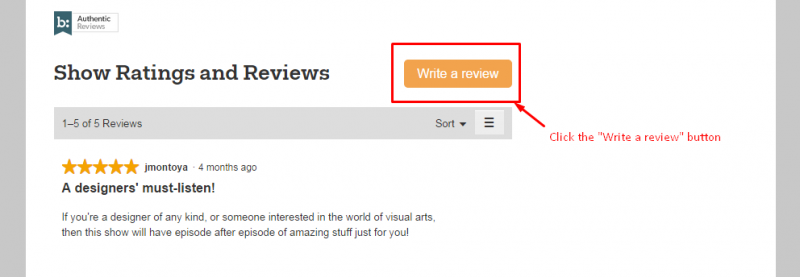 b:
Authentic
Reviews
Show Ratings and Reviews
Write a review
1–5 of 5 Reviews
Sort
Click the "Write a review" button
jmontoya · 4 months ago
A designers' must-listen!
If you're a designer of any kind, or someone interested in the world of visual arts,
then this show will have episode after episode of amazing stuff just for you!